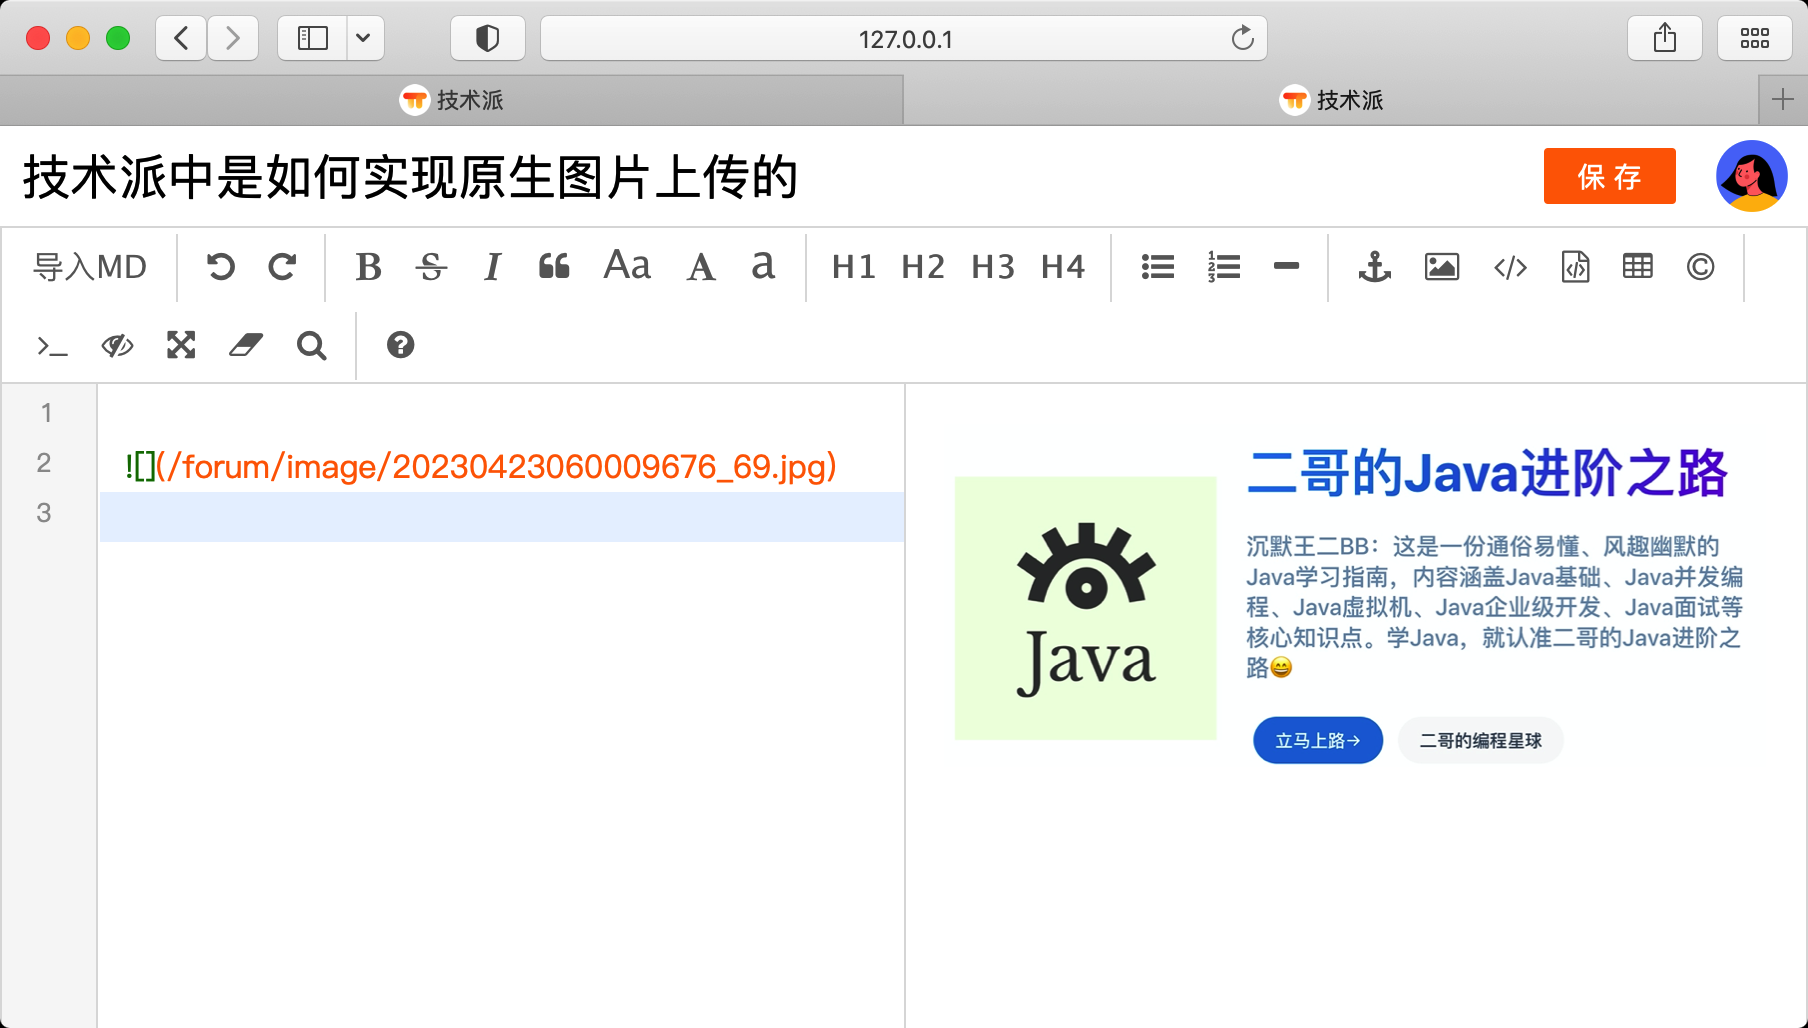 127.0.0.1
技术派
技术派
技术派中是如何实现原生图片上传的
保 存
导入MD
B S I Aa A a H1 H2 H3 H4
1
2
![](/forum/image/20230423060009676_69.jpg)
3
Java
二哥的Java进阶之路
沉默王二BB：这是一份通俗易懂、风趣幽默的
Java学习指南，内容涵盖Java基础、Java并发编
程、Java虚拟机、Java企业级开发、Java面试等
核心知识点。学Java，就认准二哥的Java进阶之
路😄
立马上路→
二哥的编程星球